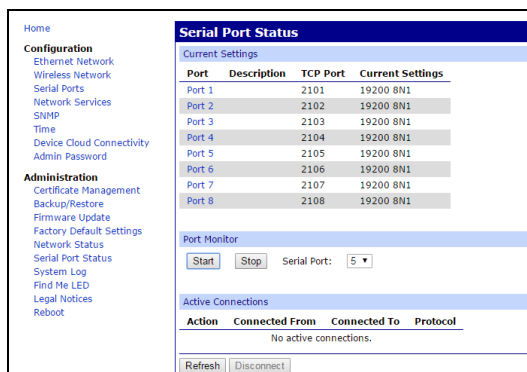 Home
Configuration
Ethernet Network
Wireless Network
Serial Ports
Network Services
SNMP
Time
Device Cloud Connectivity
Admin Password
Administration
Certificate Management
Backup/Restore
Firmware Update
Factory Default Settings
Network Status
Serial Port Status
System Log
Find Me LED
Legal Notices
Reboot
Serial Port Status
Current Settings
Port Description TCP Port Current Settings
Port 1 2101 19200 8N1
Port 2 2102 19200 8N1
Port 3 2103 19200 8N1
Port 4 2104 19200 8N1
Port 5 2105 19200 8N1
Port 6 2106 19200 8N1
Port 7 2107 19200 8N1
Port 8 2108 19200 8N1
Port Monitor
Start Stop Serial Port: 5
Active Connections
Action Connected From Connected To Protocol
No active connections.
Refresh Disconnect